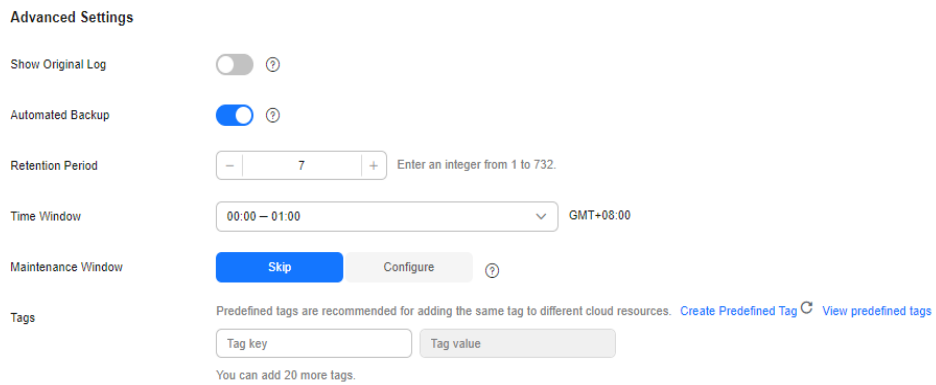 Advanced Settings
Show Original Log
Automated Backup
Retention Period − 7 + Enter an integer from 1 to 732.
Time Window 00:00 — 01:00 GMT+08:00
Maintenance Window Skip Configure
Tags Predefined tags are recommended for adding the same tag to different cloud resources. Create Predefined Tag View predefined tags
Tag key Tag value
You can add 20 more tags.